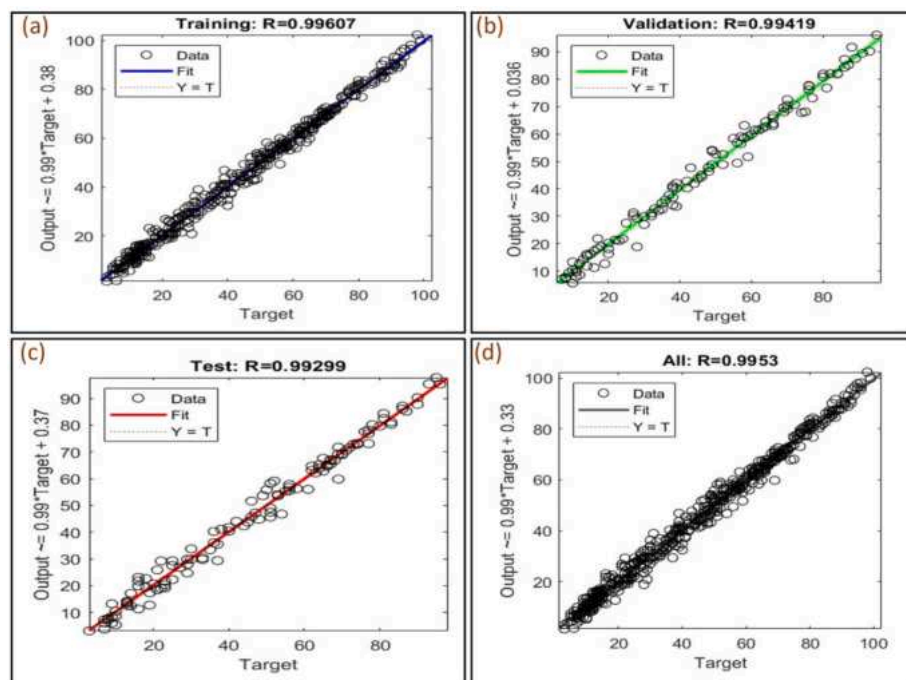 (a)
Training: R=0.99607
Output ~= 0.99*Target + 0.38
100
80
60
40
20
Data
Fit
Y = T
20 40 60 80 100
Target
(b)
Validation: R=0.99419
Output ~= 0.99*Target + 0.036
90
80
70
60
50
40
30
20
10
Data
Fit
Y = T
20 40 60 80
Target
(c)
Test: R=0.99299
Output ~= 0.99*Target + 0.37
90
80
70
60
50
40
30
20
10
Data
Fit
Y = T
20 40 60 80
Target
(d)
All: R=0.9953
Output ~= 0.99*Target + 0.33
100
80
60
40
20
Data
Fit
Y = T
20 40 60 80 100
Target